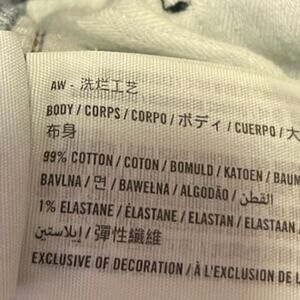 AW - 洗烂工艺
BODY / CORPS / CORPO / ボディ / CUERPO / 大
布身
99% COTTON / COTON / BOMULD / KATOEN / BAUM
BAVLNA / 면 / BAWEŁNA / ALGODÃO / القطن /
1% ELASTANE / ÉLASTANE / ELASTAN / ELASTAAN
إيلاستين / 彈性纖維
EXCLUSIVE OF DECORATION / À L'EXCLUSION DE L